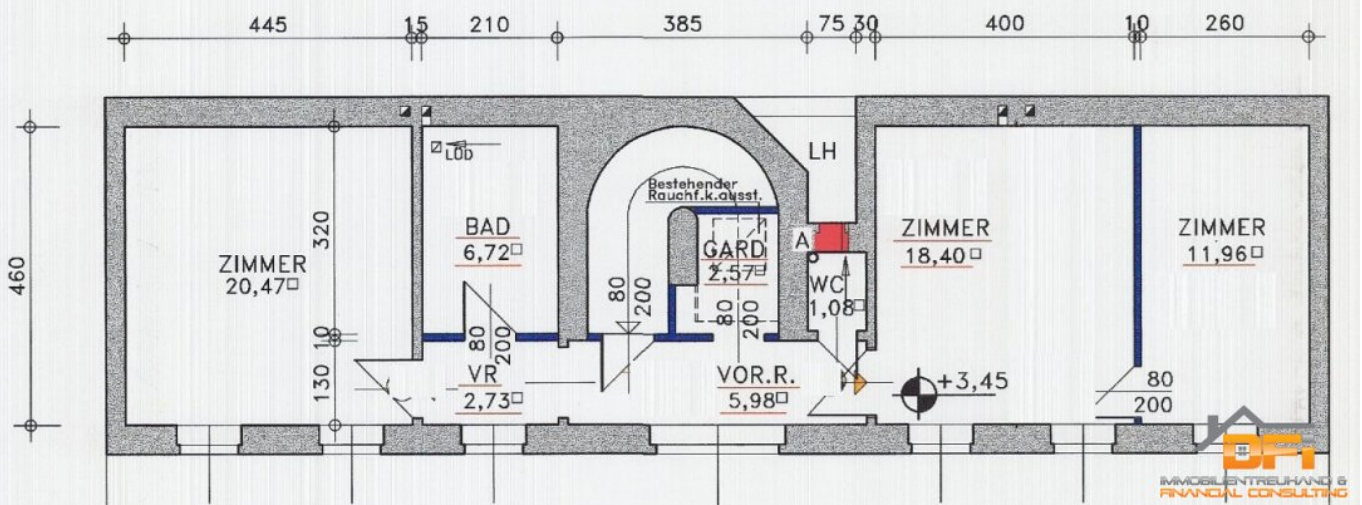 445 15 210 385 75 30 400 10 260
460
320
10
130
ZIMMER
20,47□
LÜD
BAD
6,72□
80
200
VR
2,73□
Bestehender
Rauchf.k.ausst.
80
200
GARD
2,57□
80
200
VOR.R.
5,98□
LH
A
WC
1,08□
ZIMMER
18,40□
+3,45
ZIMMER
11,96□
80
200
DFI
IMMOBILIENTREUHAND &
FINANCIAL CONSULTING